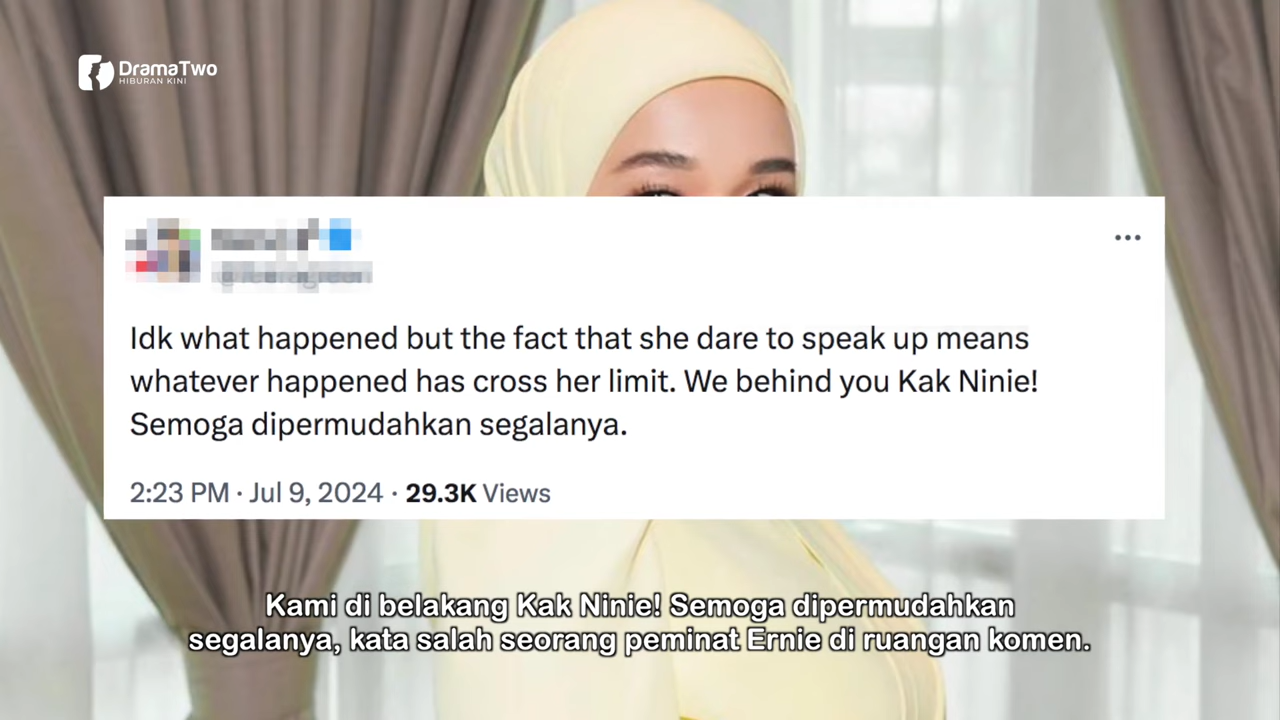 DramaTwo
HIBURAN KINI
Idk what happened but the fact that she dare to speak up means
whatever happened has cross her limit. We behind you Kak Ninie!
Semoga dipermudahkan segalanya.
2:23 PM · Jul 9, 2024 · 29.3K Views
Kami di belakang Kak Ninie! Semoga dipermudahkan
segalanya, kata salah seorang peminat Ernie di ruangan komen.